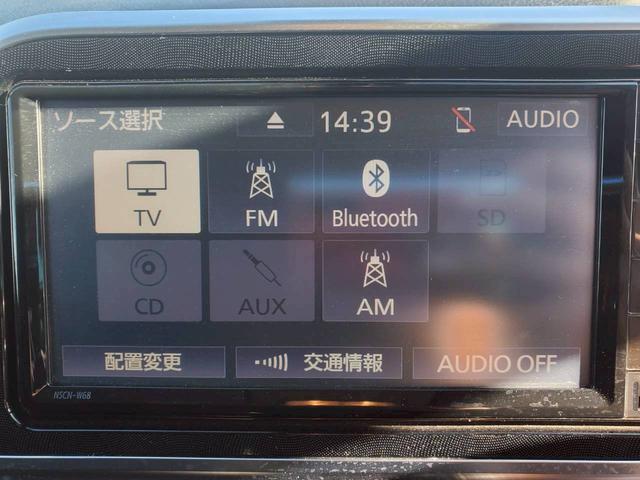 ソース選択 14:39 AUDIO
TV FM Bluetooth SD
CD AUX AM
配置変更 交通情報 AUDIO OFF
NSCN-W68